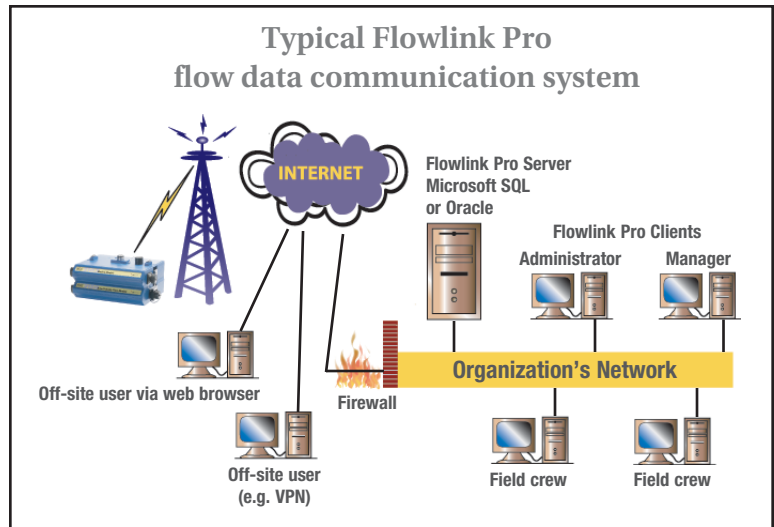 Typical Flowlink Pro
flow data communication system
INTERNET
Flowlink Pro Server
Microsoft SQL
or Oracle
Flowlink Pro Clients
Administrator
Manager
Off-site user via web browser
Firewall
Organization's Network
Off-site user
(e.g. VPN)
Field crew
Field crew